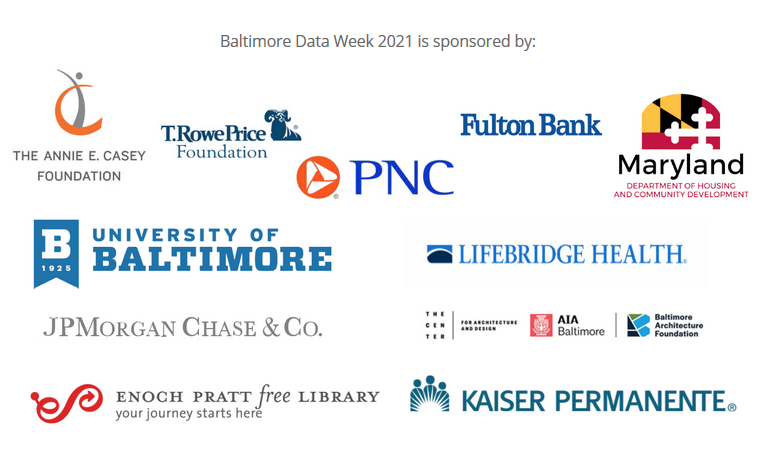 Baltimore Data Week 2021 is sponsored by:
THE ANNIE E. CASEY
FOUNDATION
T.RowePrice
Foundation
PNC
Fulton Bank
Maryland
DEPARTMENT OF HOUSING
AND COMMUNITY DEVELOPMENT
B
1925
UNIVERSITY OF
BALTIMORE
LIFEBRIDGE HEALTH®
JPMORGAN CHASE & CO.
THE
CEN
TER
FOR ARCHITECTURE
AND DESIGN
AIA
Baltimore
Baltimore
Architecture
Foundation
ENOCH PRATT free LIBRARY
your journey starts here
KAISER PERMANENTE®